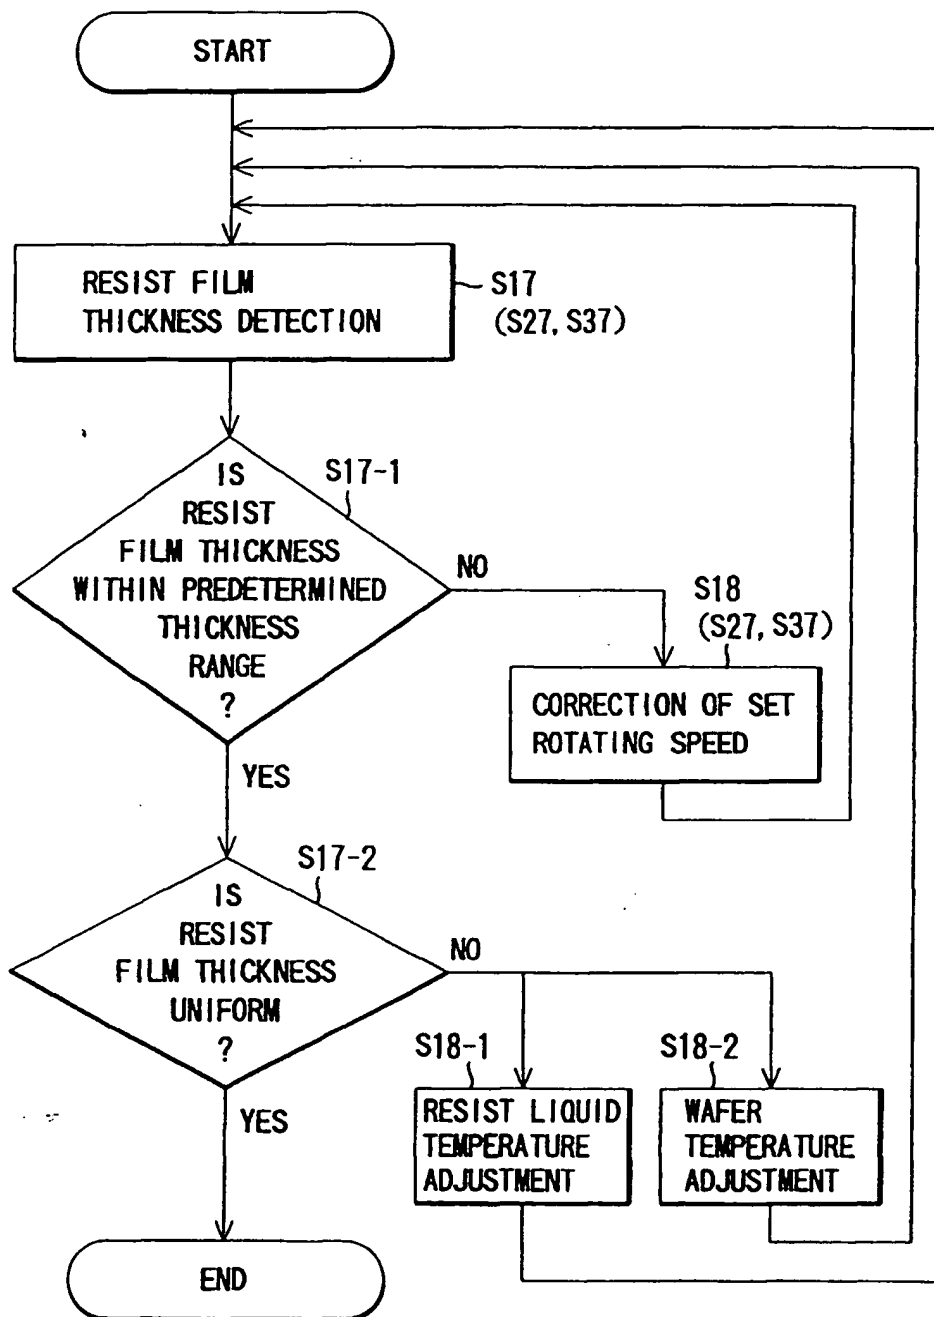 START
RESIST FILM
THICKNESS DETECTION
S17
(S27, S37)
S17-1
IS
RESIST
FILM THICKNESS
WITHIN PREDETERMINED
THICKNESS
RANGE
?
NO
S18
(S27, S37)
CORRECTION OF SET
ROTATING SPEED
YES
S17-2
IS
RESIST
FILM THICKNESS
UNIFORM
?
NO
S18-1
RESIST LIQUID
TEMPERATURE
ADJUSTMENT
S18-2
WAFER
TEMPERATURE
ADJUSTMENT
YES
END